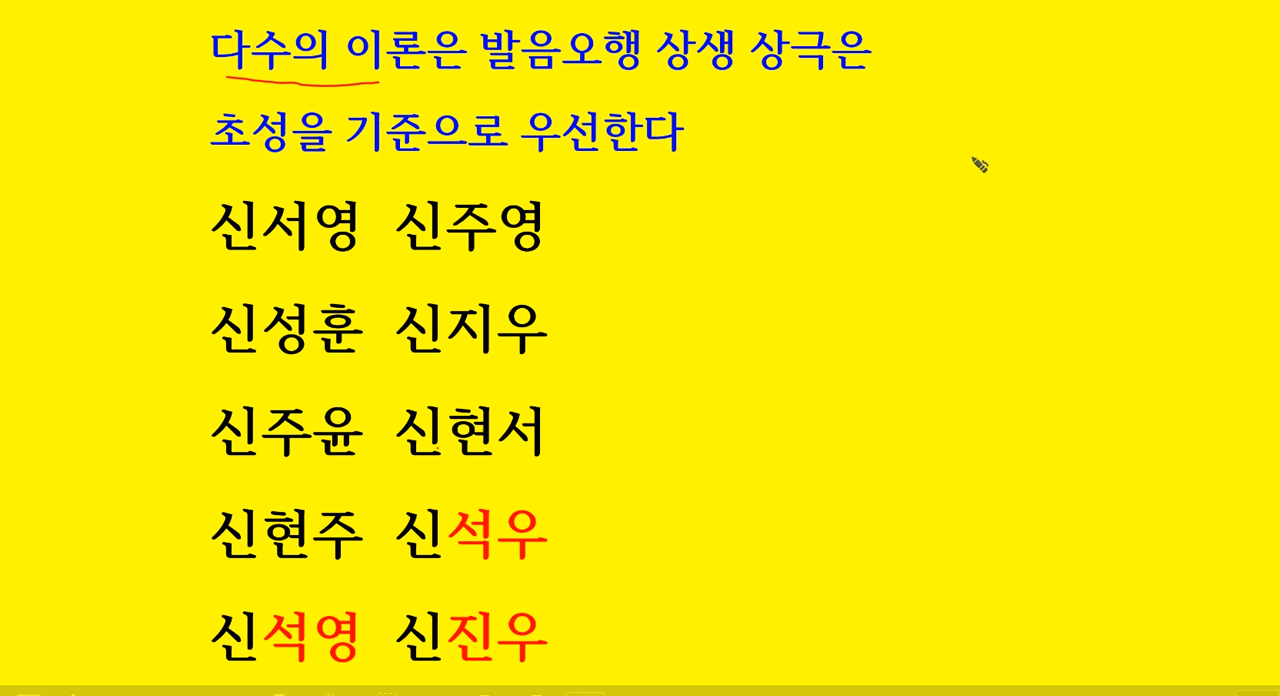 다수의 이론은 발음오행 상생 상극은
초성을 기준으로 우선한다
신서영 신주영
신성훈 신지우
신주윤 신현서
신현주 신석우
신석영 신진우